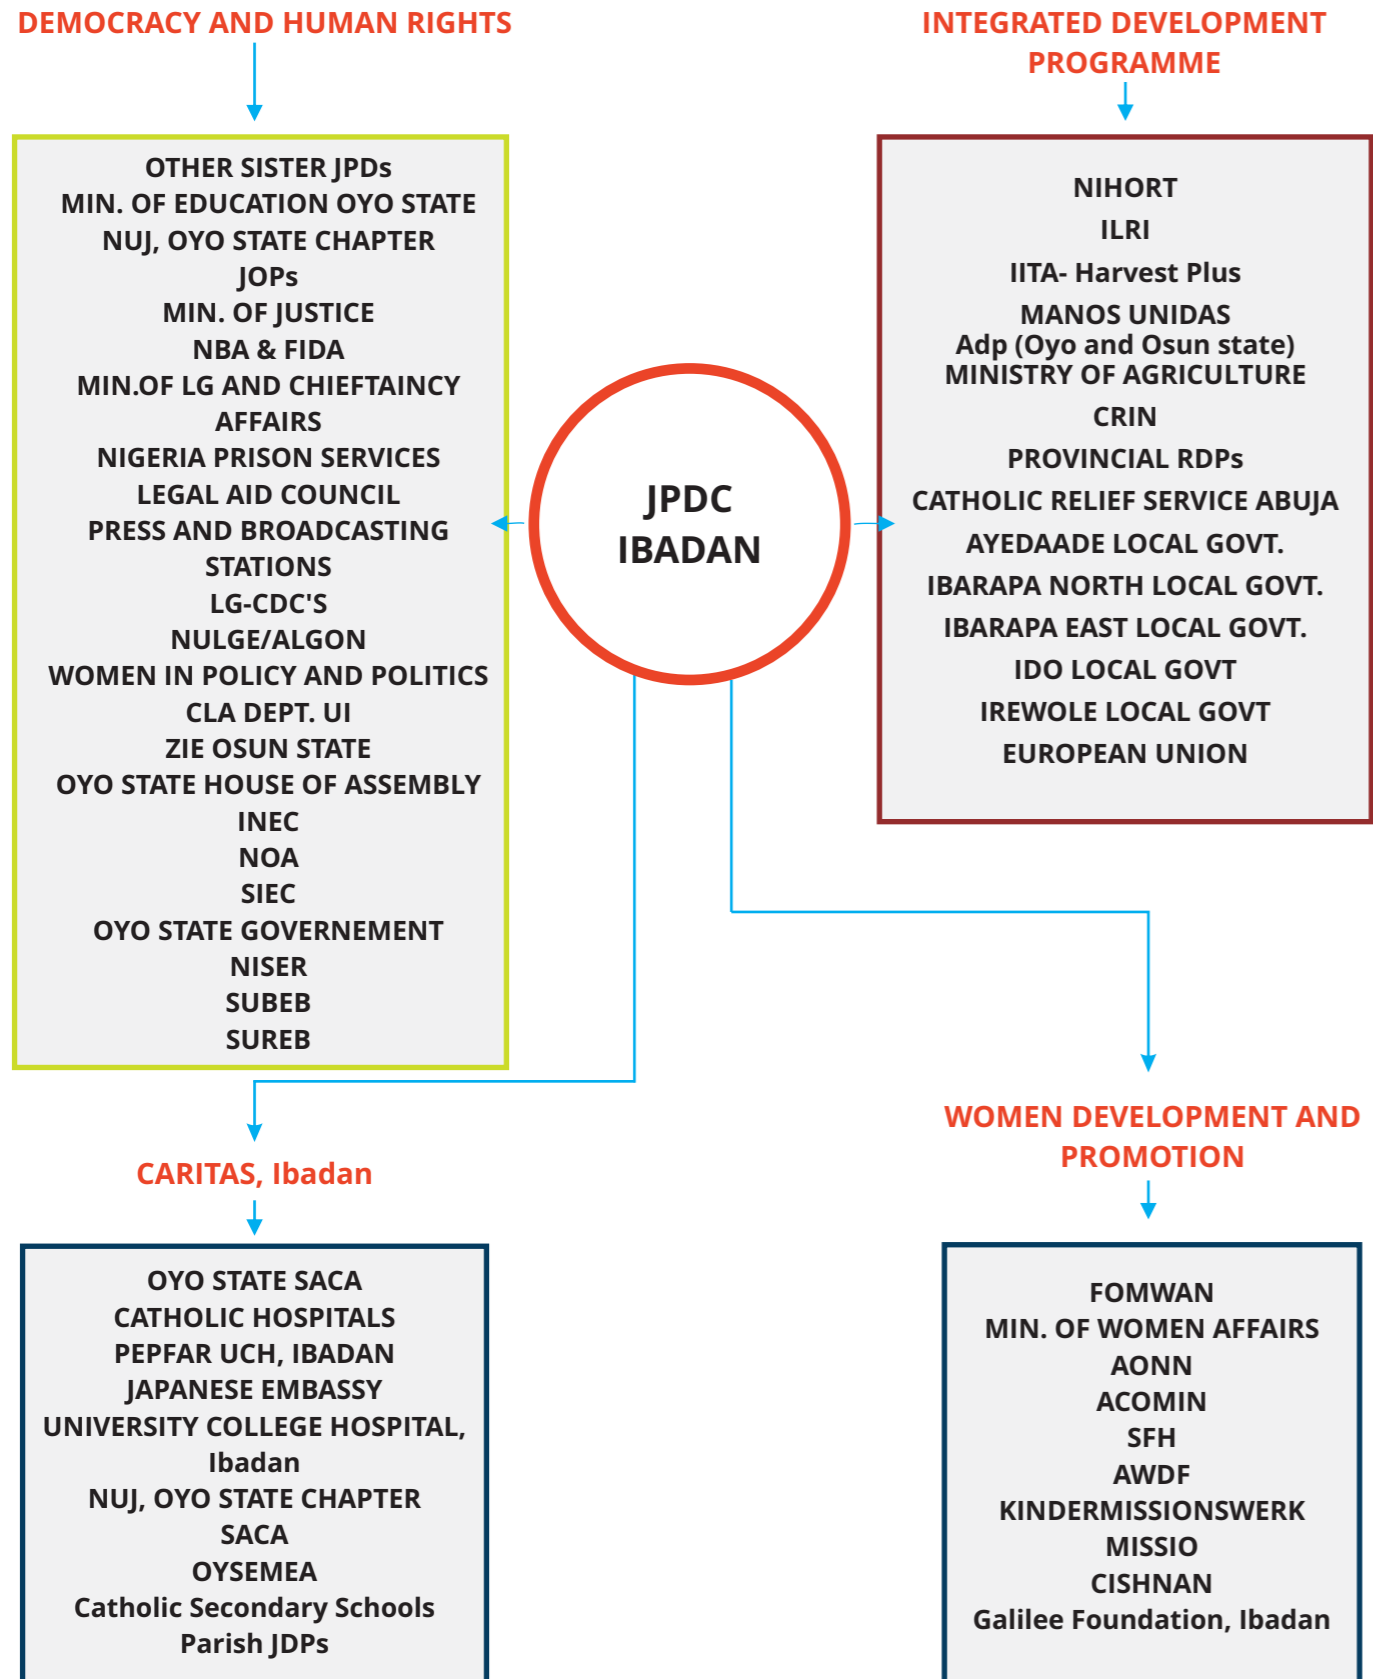 DEMOCRACY AND HUMAN RIGHTS
OTHER SISTER JPDs
MIN. OF EDUCATION OYO STATE
NUJ, OYO STATE CHAPTER
JOPs
MIN. OF JUSTICE
NBA & FIDA
MIN.OF LG AND CHIEFTAINCY
AFFAIRS
NIGERIA PRISON SERVICES
LEGAL AID COUNCIL
PRESS AND BROADCASTING
STATIONS
LG-CDC'S
NULGE/ALGON
WOMEN IN POLICY AND POLITICS
CLA DEPT. UI
ZIE OSUN STATE
OYO STATE HOUSE OF ASSEMBLY
INEC
NOA
SIEC
OYO STATE GOVERNEMENT
NISER
SUBEB
SUREB
INTEGRATED DEVELOPMENT
PROGRAMME
NIHORT
ILRI
IITA- Harvest Plus
MANOS UNIDAS
Adp (Oyo and Osun state)
MINISTRY OF AGRICULTURE
CRIN
PROVINCIAL RDPs
CATHOLIC RELIEF SERVICE ABUJA
AYEDAADE LOCAL GOVT.
IBARAPA NORTH LOCAL GOVT.
IBARAPA EAST LOCAL GOVT.
IDO LOCAL GOVT
IREWOLE LOCAL GOVT
EUROPEAN UNION
JPDC
IBADAN
CARITAS, Ibadan
OYO STATE SACA
CATHOLIC HOSPITALS
PEPFAR UCH, IBADAN
JAPANESE EMBASSY
UNIVERSITY COLLEGE HOSPITAL,
Ibadan
NUJ, OYO STATE CHAPTER
SACA
OYSEMEA
Catholic Secondary Schools
Parish JDPs
WOMEN DEVELOPMENT AND
PROMOTION
FOMWAN
MIN. OF WOMEN AFFAIRS
AONN
ACOMIN
SFH
AWDF
KINDERMISSIONSWERK
MISSIO
CISHNAN
Galilee Foundation, Ibadan